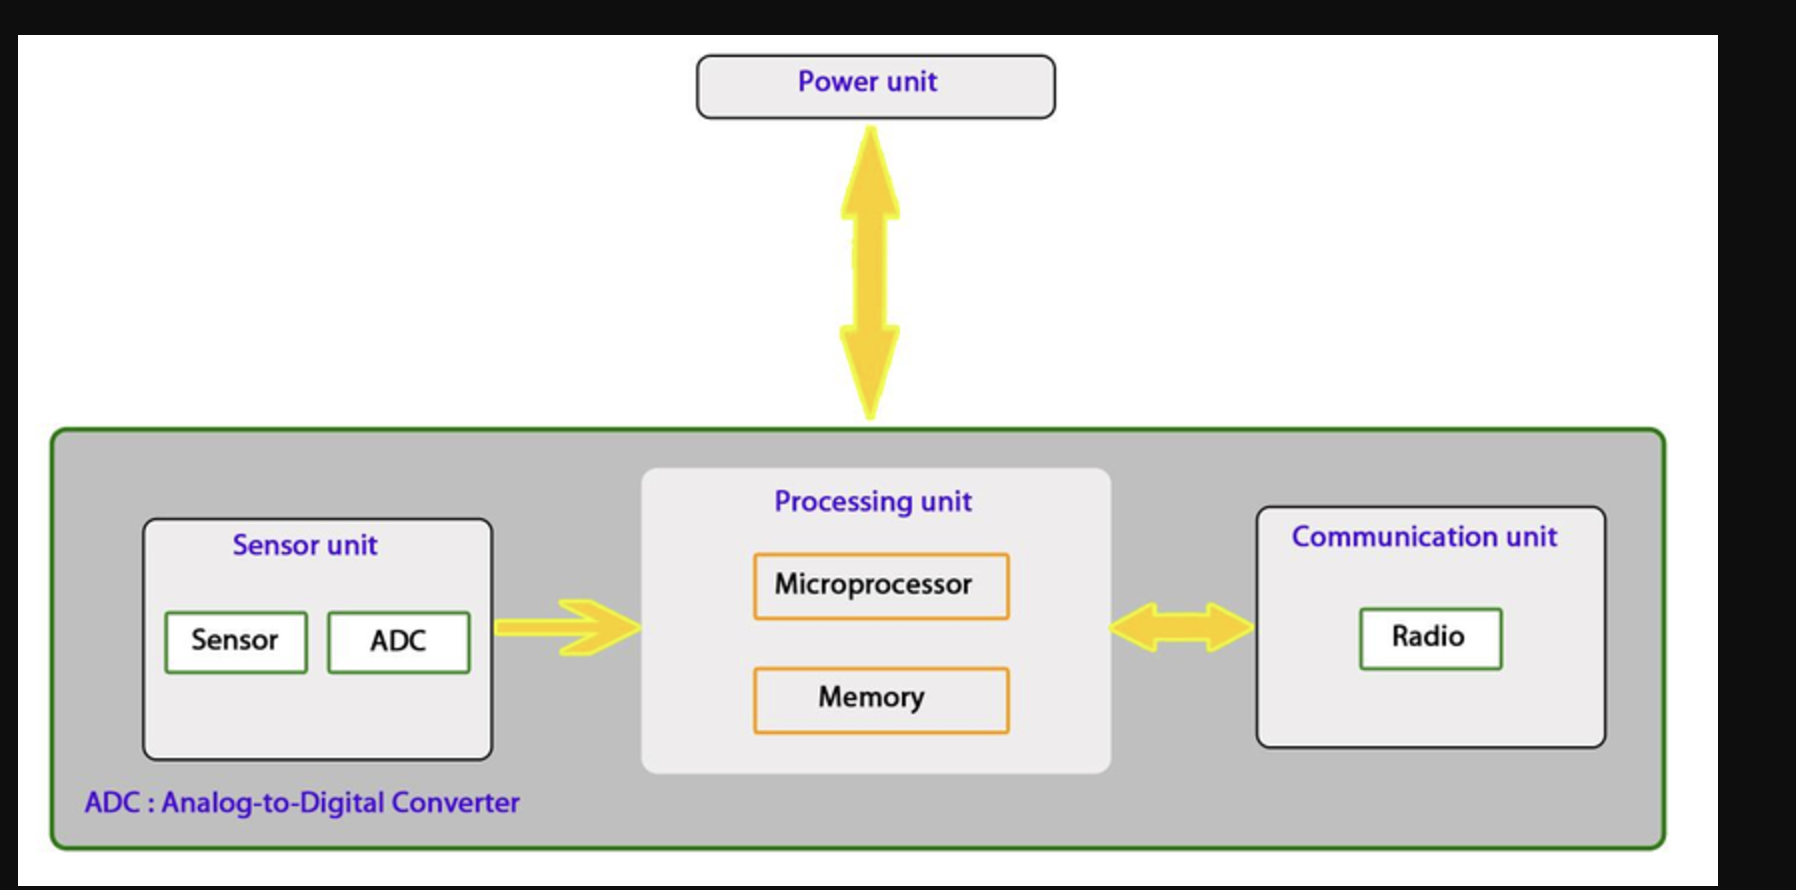 Power unit
Processing unit
Sensor unit
Communication unit
Microprocessor
Sensor
ADC
Radio
Memory
ADC : Analog-to-Digital Converter